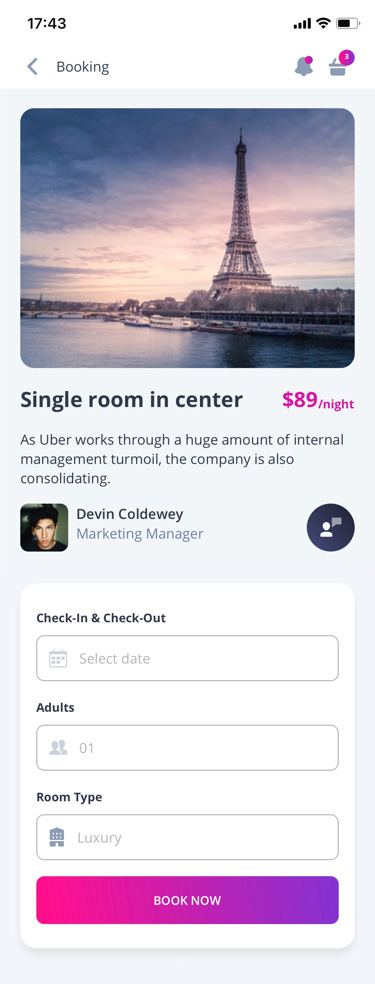 17:43
Booking
3
Single room in center
$89/night
As Uber works through a huge amount of internal
management turmoil, the company is also
consolidating.
Devin Coldewey
Marketing Manager
Check-In & Check-Out
Select date
Adults
01
Room Type
Luxury
BOOK NOW